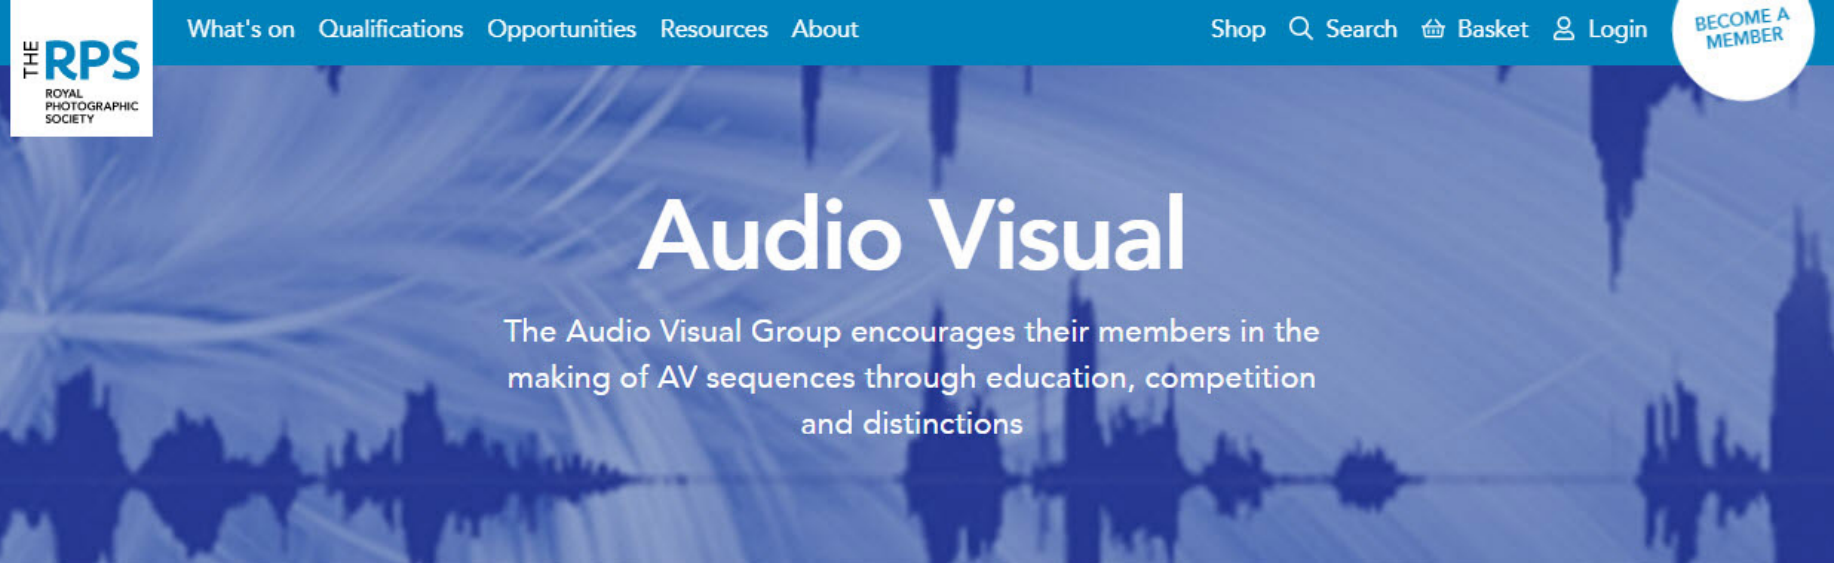 THE RPS
ROYAL
PHOTOGRAPHIC
SOCIETY
What's on Qualifications Opportunities Resources About
Shop Search Basket Login
BECOME A
MEMBER
Audio Visual
The Audio Visual Group encourages their members in the
making of AV sequences through education, competition
and distinctions